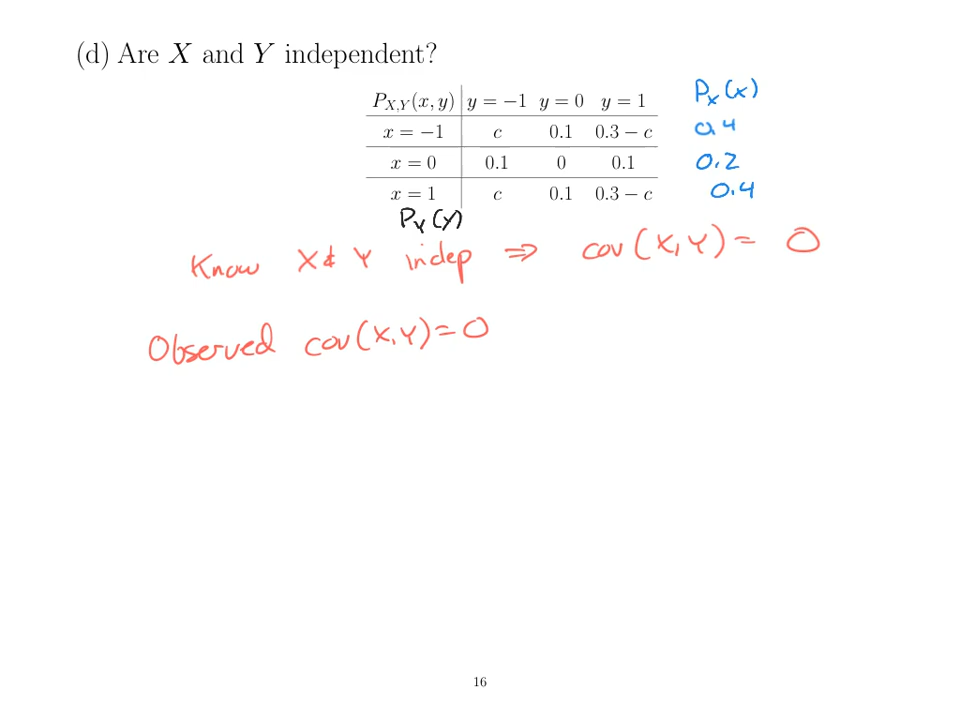 (d) Are X and Y independent?
P_{X,Y}(x, y) y = −1 y = 0 y = 1 P_X(x)
x = −1 c 0.1 0.3 − c 0.4
x = 0 0.1 0 0.1 0.2
x = 1 c 0.1 0.3 − c 0.4
P_Y(y)
Know X & Y indep ⇒ cov(X,Y) = 0
Observed cov(X,Y)=0
16